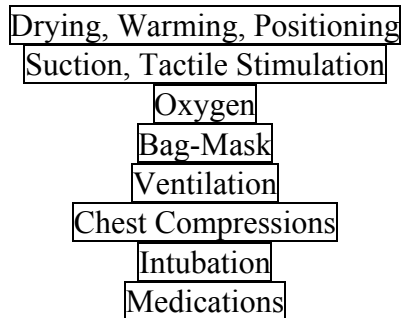 Drying, Warming, Positioning
Suction, Tactile Stimulation
Oxygen
Bag-Mask
Ventilation
Chest Compressions
Intubation
Medications